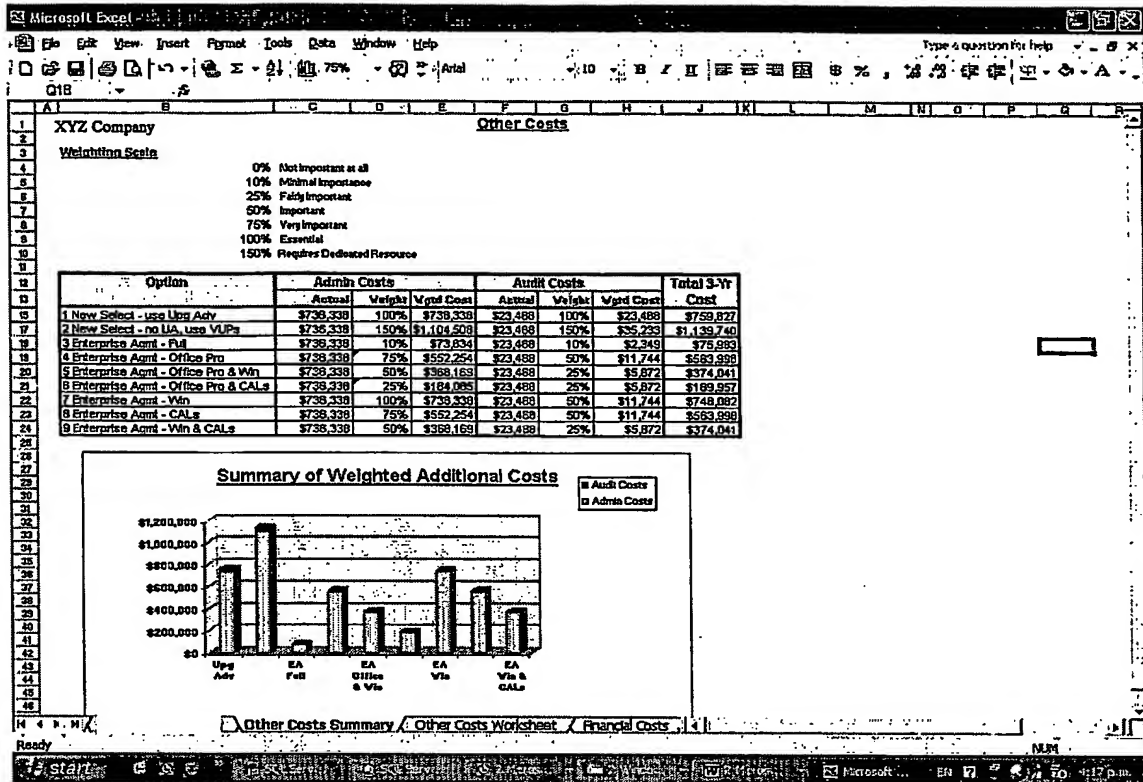 Microsoft Excel
File Edit View Insert Format Tools Data Window Help Type a question for help
75% Arial 10 B I U
Q18
A B C D E F G H J K L M N O P Q R
1 XYZ Company Other Costs
3 Weighting Scale
0% Not Important at all
10% Minimal Importance
25% Fairly Important
50% Important
75% Very Important
100% Essential
150% Requires Dedicated Resource
Option Admin Costs Audit Costs Total 3-Yr
Actual Weight Wgtd Cost Actual Weight Wgtd Cost Cost
1 New Select - use Upg Adv $738,338 100% $738,338 $23,488 100% $23,488 $759,827
2 New Select - no UA, use VUPs $738,338 150% $1,104,508 $23,488 150% $35,233 $1,139,740
3 Enterprise Agmt - Full $738,338 10% $73,834 $23,488 10% $2,349
4 Enterprise Agmt - Office Pro $738,338 75% $552,254 $23,488 50% $11,744 $563,998
5 Enterprise Agmt - Office Pro & Win $738,338 50% $368,169 $23,488 25% $5,872 $374,041
6 Enterprise Agmt - Office Pro & CALs $738,338 25% $184,085 $23,488 25% $5,872 $189,957
7 Enterprise Agmt - Win $738,338 100% $738,338 $23,488 50% $11,744 $748,082
8 Enterprise Agmt - CALs $738,338 75% $552,254 $23,488 50% $11,744 $563,998
9 Enterprise Agmt - Win & CALs $738,338 50% $368,169 $23,488 25% $5,872 $374,041
Summary of Weighted Additional Costs
Audit Costs
Admin Costs
$1,200,000
$1,000,000
$800,000
$600,000
$400,000
$200,000
$0
Upg Adv
EA Full
EA Office & Win
EA Win
EA Win & CALs
Other Costs Summary Other Costs Worksheet Financial Costs
Ready NUM
start Microsoft ... EN 4:12 p.m.